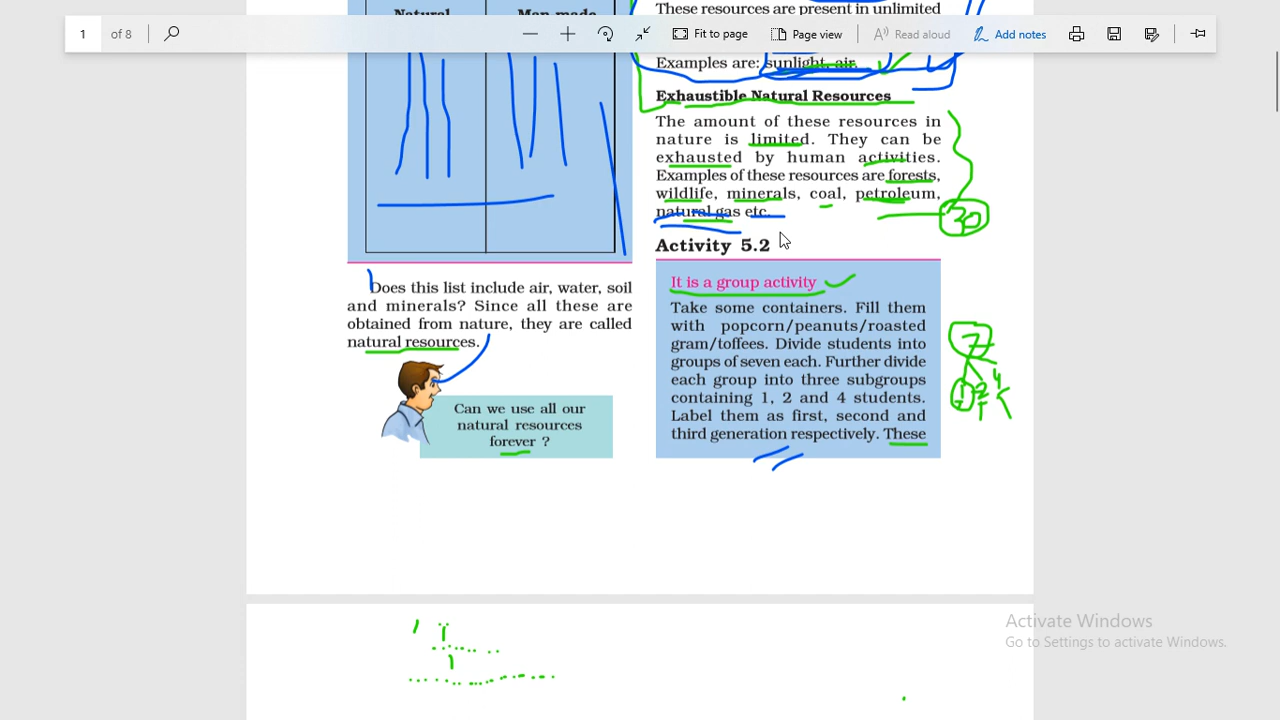 1 of 8 Fit to page Page view Read aloud Add notes
Natural Man-made
Does this list include air, water, soil
and minerals? Since all these are
obtained from nature, they are called
natural resources.
Can we use all our
natural resources
forever ?
These resources are present in unlimited
Examples are: sunlight, air.
Exhaustible Natural Resources
The amount of these resources in
nature is limited. They can be
exhausted by human activities.
Examples of these resources are forests,
wildlife, minerals, coal, petroleum,
natural gas etc.
30
Activity 5.2
It is a group activity
Take some containers. Fill them
with popcorn/peanuts/roasted
gram/toffees. Divide students into
groups of seven each. Further divide
each group into three subgroups
containing 1, 2 and 4 students.
Label them as first, second and
third generation respectively. These
7
1 2 4
Activate Windows
Go to Settings to activate Windows.